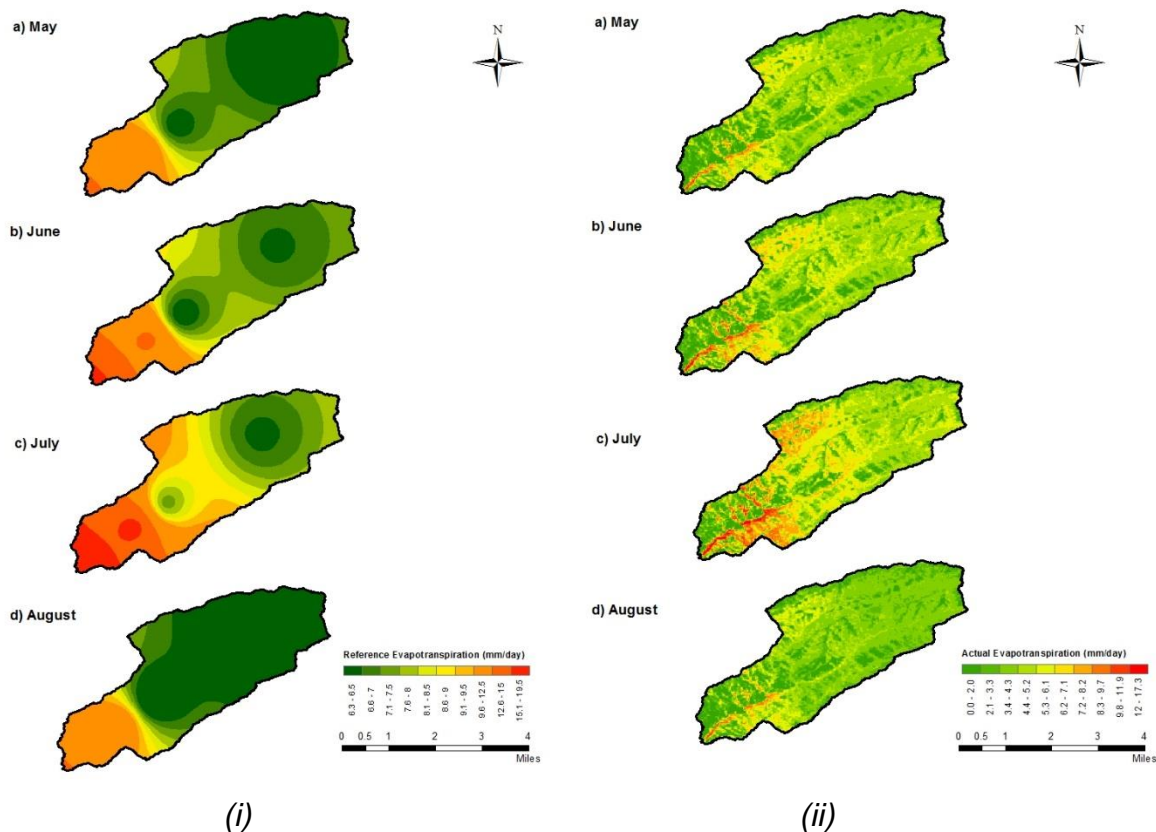 a) May
N
b) June
c) July
d) August
Reference Evapotranspiration (mm/day)
6.3 - 6.5
6.6 - 7
7.1 - 7.5
7.6 - 8
8.1 - 8.5
8.6 - 9
9.1 - 9.5
9.6 - 12.5
12.6 - 15
15.1 - 19.5
0 0.5 1 2 3 4
Miles
(i)
a) May
N
b) June
c) July
d) August
Actual Evapotranspiration (mm/day)
0.0 - 2.0
2.1 - 3.3
3.4 - 4.3
4.4 - 5.2
5.3 - 6.1
6.2 - 7.1
7.2 - 8.2
8.3 - 9.7
9.8 - 11.9
12 - 17.3
0 0.5 1 2 3 4
Miles
(ii)